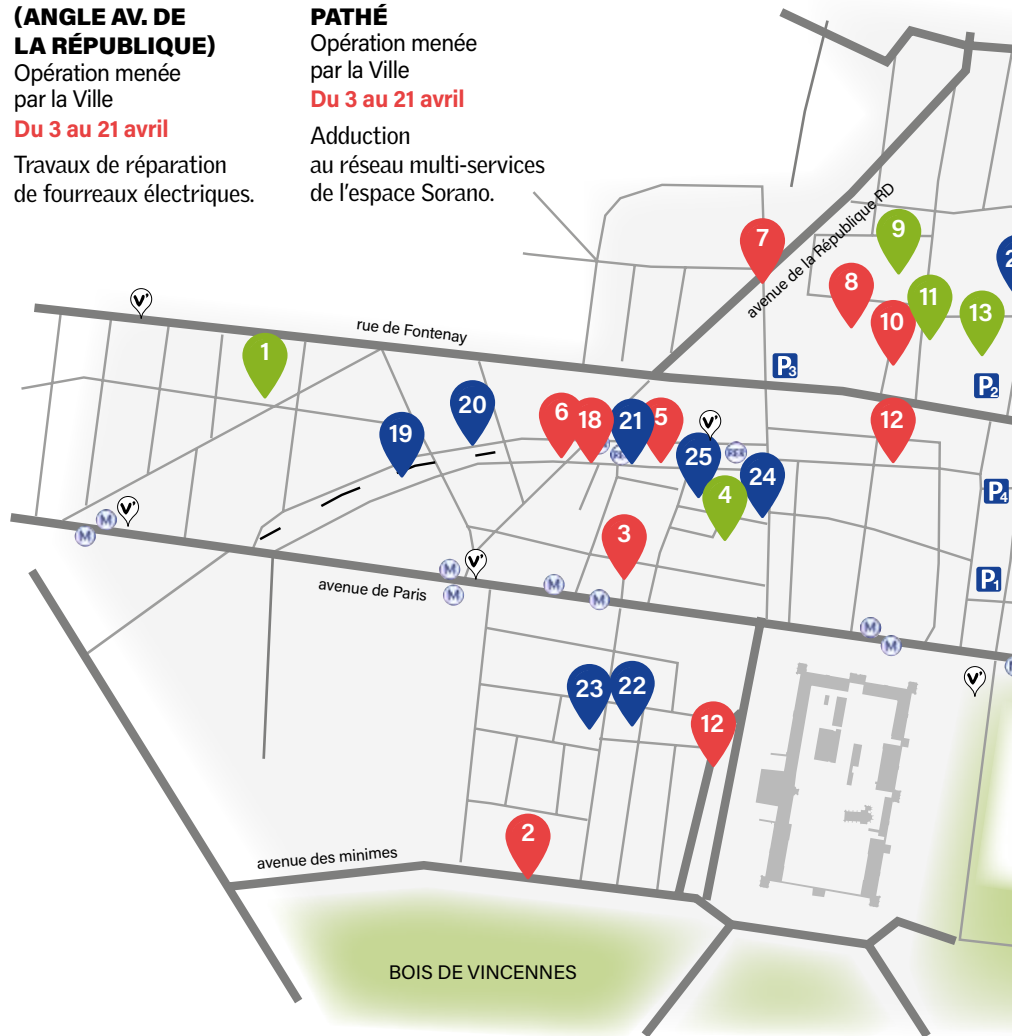 (ANGLE AV. DE
LA RÉPUBLIQUE)
Opération menée
par la Ville
Du 3 au 21 avril
Travaux de réparation
de fourreaux électriques.
PATHÉ
Opération menée
par la Ville
Du 3 au 21 avril
Adduction
au réseau multi-services
de l'espace Sorano.
avenue de la République RD
7
9
8
11
10
13
V'
rue de Fontenay
1
P3
P2
20
6
18
21
5
V'
12
19
25
RER
24
4
P4
V'
M
M
3
V'
M
M
avenue de Paris
M
M
P1
M
M
V'
23
22
12
2
avenue des minimes
BOIS DE VINCENNES